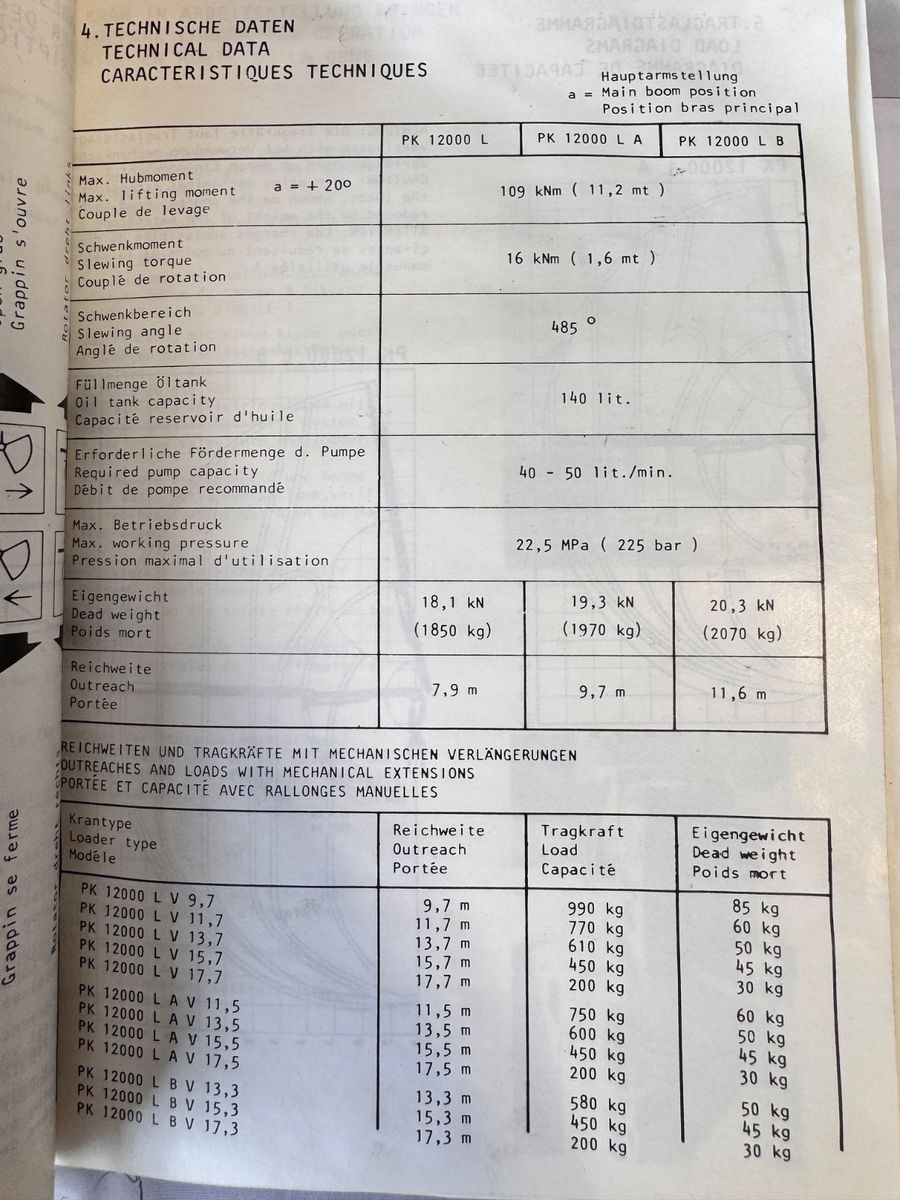 4. TECHNISCHE DATEN
TECHNICAL DATA
CARACTERISTIQUES TECHNIQUES
Hauptarmstellung
a = Main boom position
Position bras principal
PK 12000 L PK 12000 L A PK 12000 L B
Max. Hubmoment
Max. lifting moment a = + 20º
Couple de levage
109 kNm ( 11,2 mt )
Schwenkmoment
Slewing torque
Couplé de rotation
16 kNm ( 1,6 mt )
Schwenkbereich
Slewing angle
Anglé de rotation
485 º
Füllmenge Öltank
Oil tank capacity
Capacité reservoir d'huile
140 lit.
Erforderliche Fördermenge d. Pumpe
Required pump capacity
Débit de pompe recommandé
40 - 50 lit./min.
Max. Betriebsdruck
Max. working pressure
Pression maximal d'utilisation
22,5 MPa ( 225 bar )
Eigengewicht
Dead weight
Poids mort
18,1 kN 19,3 kN 20,3 kN
(1850 kg) (1970 kg) (2070 kg)
Reichweite
Outreach
Portée
7,9 m 9,7 m 11,6 m
REICHWEITEN UND TRAGKRÄFTE MIT MECHANISCHEN VERLÄNGERUNGEN
OUTREACHES AND LOADS WITH MECHANICAL EXTENSIONS
PORTÉE ET CAPACITÉ AVEC RALLONGES MANUELLES
Krantype Reichweite Tragkraft Eigengewicht
Loader type Outreach Load Dead weight
Modéle Portée Capacité Poids mort
PK 12000 L V 9,7 9,7 m 990 kg 85 kg
PK 12000 L V 11,7 11,7 m 770 kg 60 kg
PK 12000 L V 13,7 13,7 m 610 kg 50 kg
PK 12000 L V 15,7 15,7 m 450 kg 45 kg
PK 12000 L V 17,7 17,7 m 200 kg 30 kg
PK 12000 L A V 11,5 11,5 m 750 kg 60 kg
PK 12000 L A V 13,5 13,5 m 600 kg 50 kg
PK 12000 L A V 15,5 15,5 m 450 kg 45 kg
PK 12000 L A V 17,5 17,5 m 200 kg 30 kg
PK 12000 L B V 13,3 13,3 m 580 kg 50 kg
PK 12000 L B V 15,3 15,3 m 450 kg 45 kg
PK 12000 L B V 17,3 17,3 m 200 kg 30 kg
Grappin s'ouvre
Rotator dreht links
Grappin se ferme